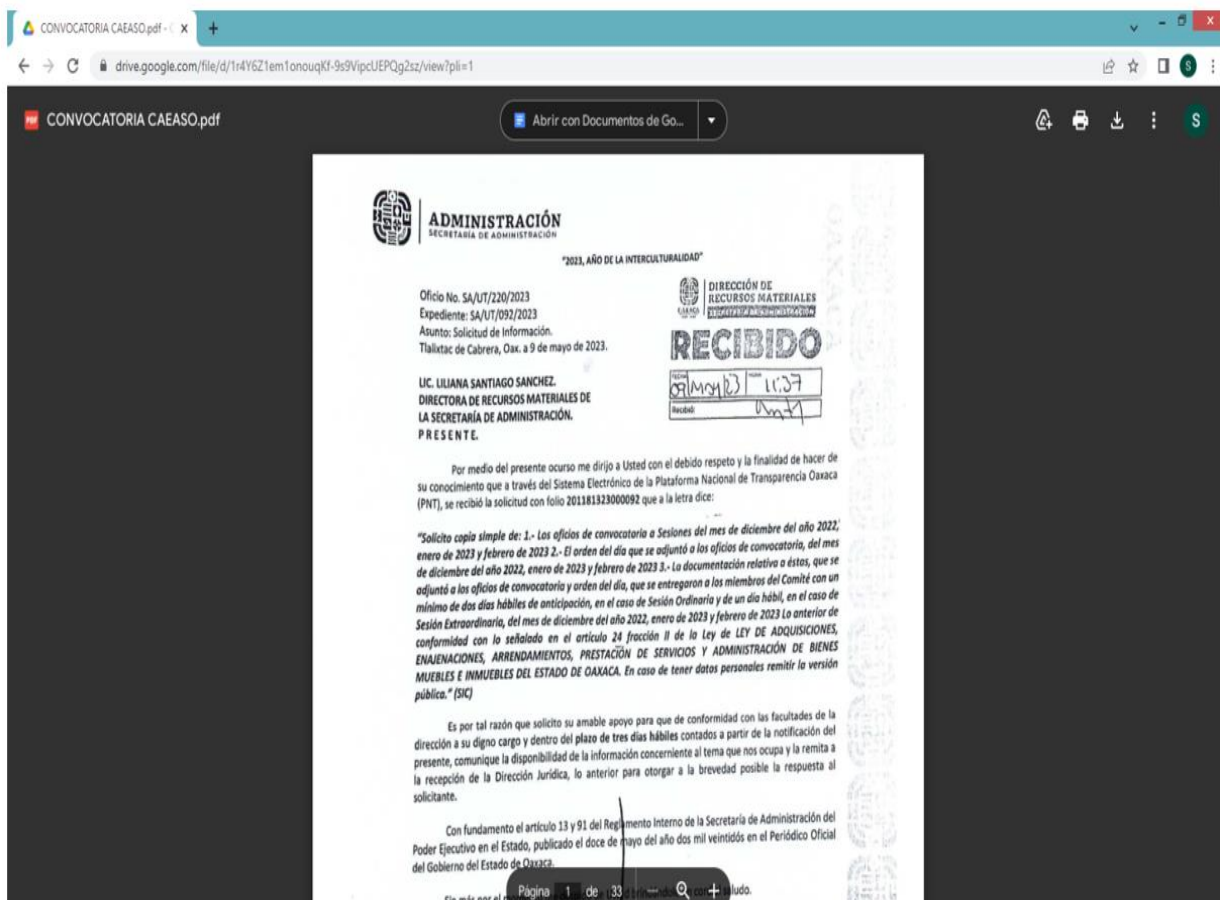 CONVOCATORIA CAEASO.pdf - G
drive.google.com/file/d/1r4Y6Z1em1onouqKf-9s9VipcUEPQg2sz/view?pli=1
S
CONVOCATORIA CAEASO.pdf
Abrir con Documentos de Go...
S
ADMINISTRACIÓN
SECRETARÍA DE ADMINISTRACIÓN
"2023, AÑO DE LA INTERCULTURALIDAD"
Oficio No. SA/UT/220/2023
Expediente: SA/UT/092/2023
Asunto: Solicitud de Información.
Tlalixtac de Cabrera, Oax. a 9 de mayo de 2023.
DIRECCIÓN DE
RECURSOS MATERIALES
SECRETARÍA DE ADMINISTRACIÓN
RECIBIDO
09 May 23 11:37
Recibió:
LIC. LILIANA SANTIAGO SANCHEZ.
DIRECTORA DE RECURSOS MATERIALES DE
LA SECRETARÍA DE ADMINISTRACIÓN.
PRESENTE.
Por medio del presente ocurso me dirijo a Usted con el debido respeto y la finalidad de hacer de
su conocimiento que a través del Sistema Electrónico de la Plataforma Nacional de Transparencia Oaxaca
(PNT), se recibió la solicitud con folio 201181323000092 que a la letra dice:
"Solicito copia simple de: 1.- Los oficios de convocatoria a Sesiones del mes de diciembre del año 2022,
enero de 2023 y febrero de 2023 2.- El orden del día que se adjuntó a los oficios de convocatoria, del mes
de diciembre del año 2022, enero de 2023 y febrero de 2023 3.- La documentación relativa a éstos, que se
adjuntó a los oficios de convocatoria y orden del día, que se entregaron a los miembros del Comité con un
mínimo de dos días hábiles de anticipación, en el caso de Sesión Ordinaria y de un día hábil, en el caso de
Sesión Extraordinaria, del mes de diciembre del año 2022, enero de 2023 y febrero de 2023 Lo anterior de
conformidad con lo señalado en el artículo 24 fracción II de la Ley de LEY DE ADQUISICIONES,
ENAJENACIONES, ARRENDAMIENTOS, PRESTACIÓN DE SERVICIOS Y ADMINISTRACIÓN DE BIENES
MUEBLES E INMUEBLES DEL ESTADO DE OAXACA. En caso de tener datos personales remitir la versión
pública." (SIC)
Es por tal razón que solicito su amable apoyo para que de conformidad con las facultades de la
dirección a su digno cargo y dentro del plazo de tres días hábiles contados a partir de la notificación del
presente, comunique la disponibilidad de la información concerniente al tema que nos ocupa y la remita a
la recepción de la Dirección Jurídica, lo anterior para otorgar a la brevedad posible la respuesta al
solicitante.
Con fundamento el artículo 13 y 91 del Reglamento Interno de la Secretaría de Administración del
Poder Ejecutivo en el Estado, publicado el doce de mayo del año dos mil veintidós en el Periódico Oficial
del Gobierno del Estado de Oaxaca.
Sin más por el saludo.
Página 1 de 33